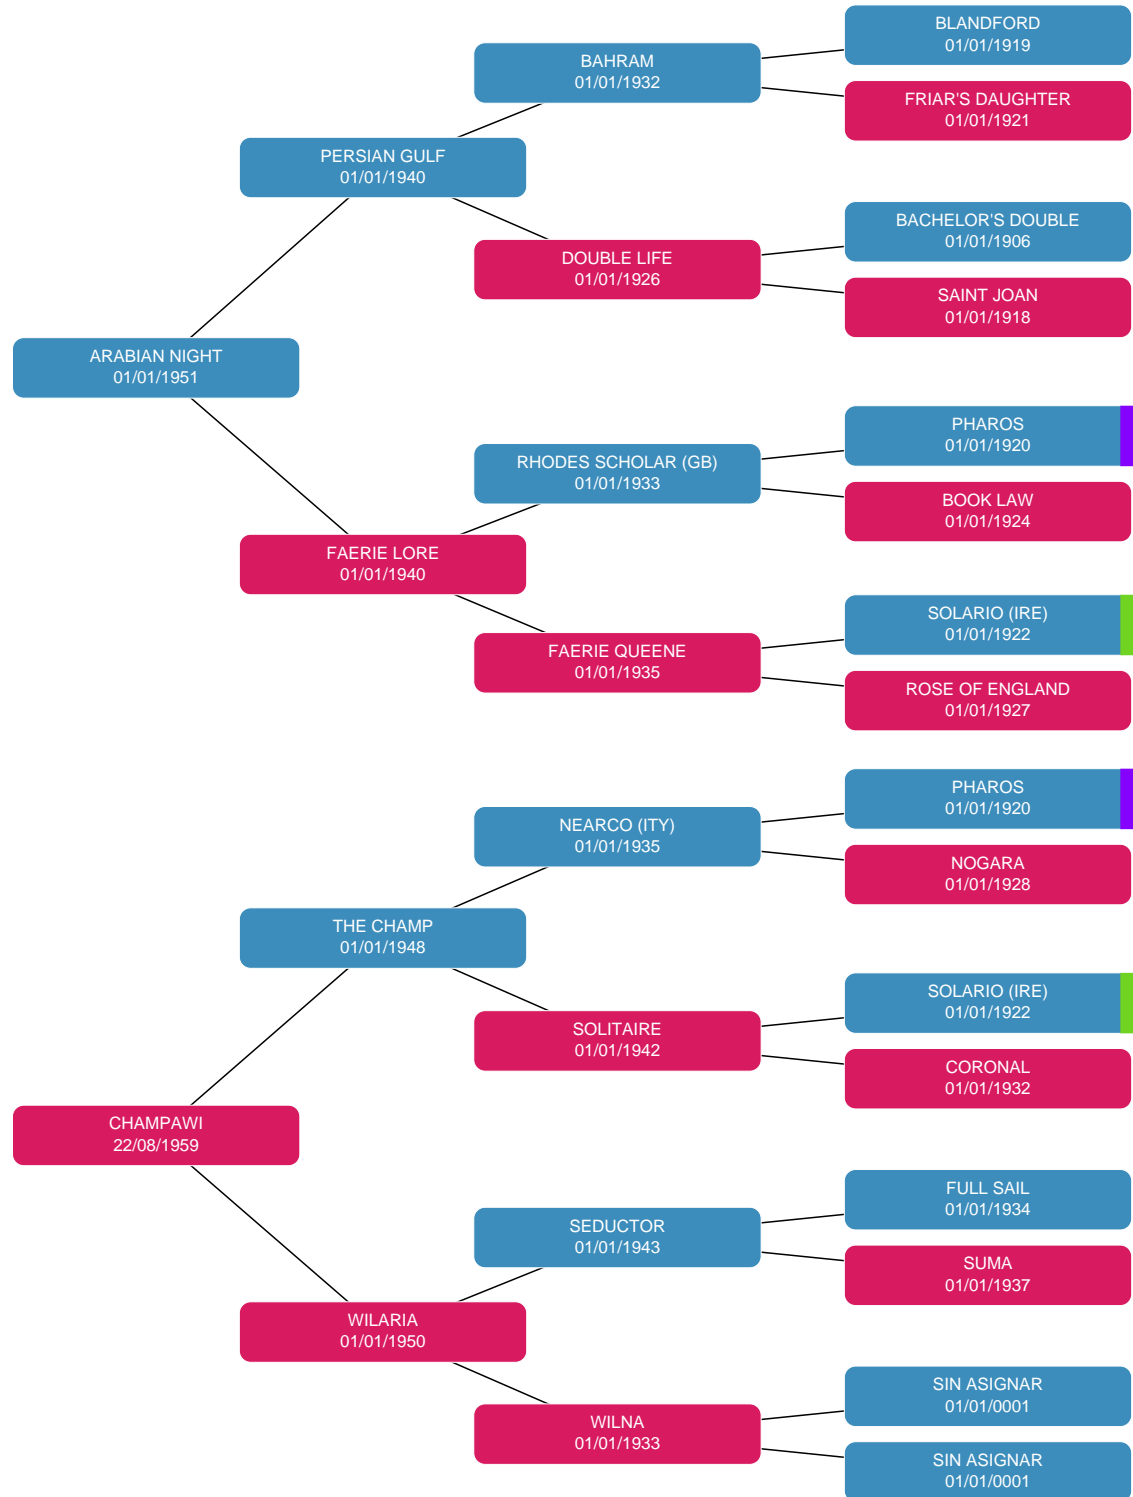 BLANDFORD
01/01/1919
BAHRAM
01/01/1932
FRIAR'S DAUGHTER
01/01/1921
PERSIAN GULF
01/01/1940
BACHELOR'S DOUBLE
01/01/1906
DOUBLE LIFE
01/01/1926
SAINT JOAN
01/01/1918
ARABIAN NIGHT
01/01/1951
PHAROS
01/01/1920
RHODES SCHOLAR (GB)
01/01/1933
BOOK LAW
01/01/1924
FAERIE LORE
01/01/1940
SOLARIO (IRE)
01/01/1922
FAERIE QUEENE
01/01/1935
ROSE OF ENGLAND
01/01/1927
PHAROS
01/01/1920
NEARCO (ITY)
01/01/1935
NOGARA
01/01/1928
THE CHAMP
01/01/1948
SOLARIO (IRE)
01/01/1922
SOLITAIRE
01/01/1942
CORONAL
01/01/1932
CHAMPAWI
22/08/1959
FULL SAIL
01/01/1934
SEDUCTOR
01/01/1943
SUMA
01/01/1937
WILARIA
01/01/1950
SIN ASIGNAR
01/01/0001
WILNA
01/01/1933
SIN ASIGNAR
01/01/0001